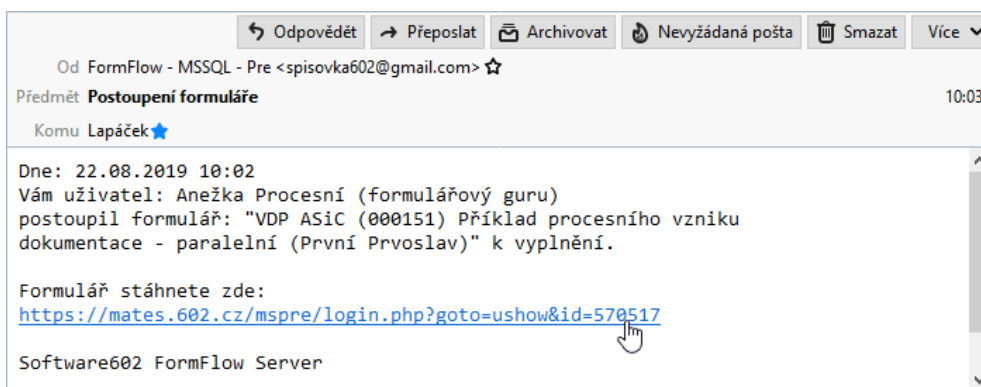 Odpovědět Přeposlat Archivovat Nevyžádaná pošta Smazat Více
Od FormFlow - MSSQL - Pre <spisovka602@gmail.com>
Předmět Postoupení formuláře 10:03
Komu Lapáček
Dne: 22.08.2019 10:02
Vám uživatel: Anežka Procesní (formulářový guru)
postoupil formulář: "VDP ASiC (000151) Příklad procesního vzniku
dokumentace - paralelní (První Prvoslav)" k vyplnění.
Formulář stáhnete zde:
https://mates.602.cz/mspre/login.php?goto=ushow&id=570517
Software602 FormFlow Server